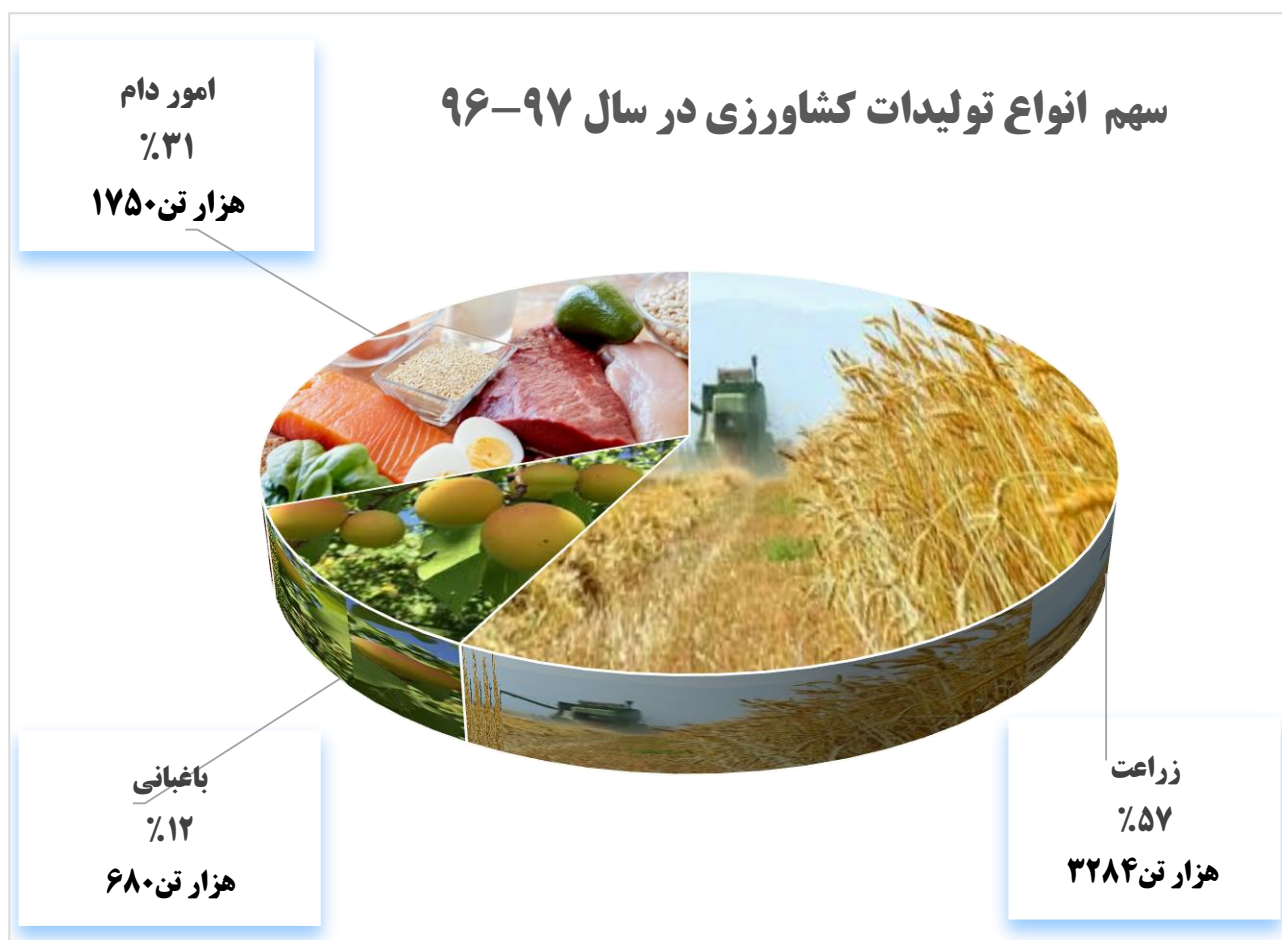 سهم انواع تولیدات کشاورزی در سال ۹۷-۹۶
امور دام
٪۳۱
هزار تن۱۷۵۰
زراعت
٪۵۷
هزار تن۳۲۸۴
باغبانی
٪۱۲
هزار تن۶۸۰